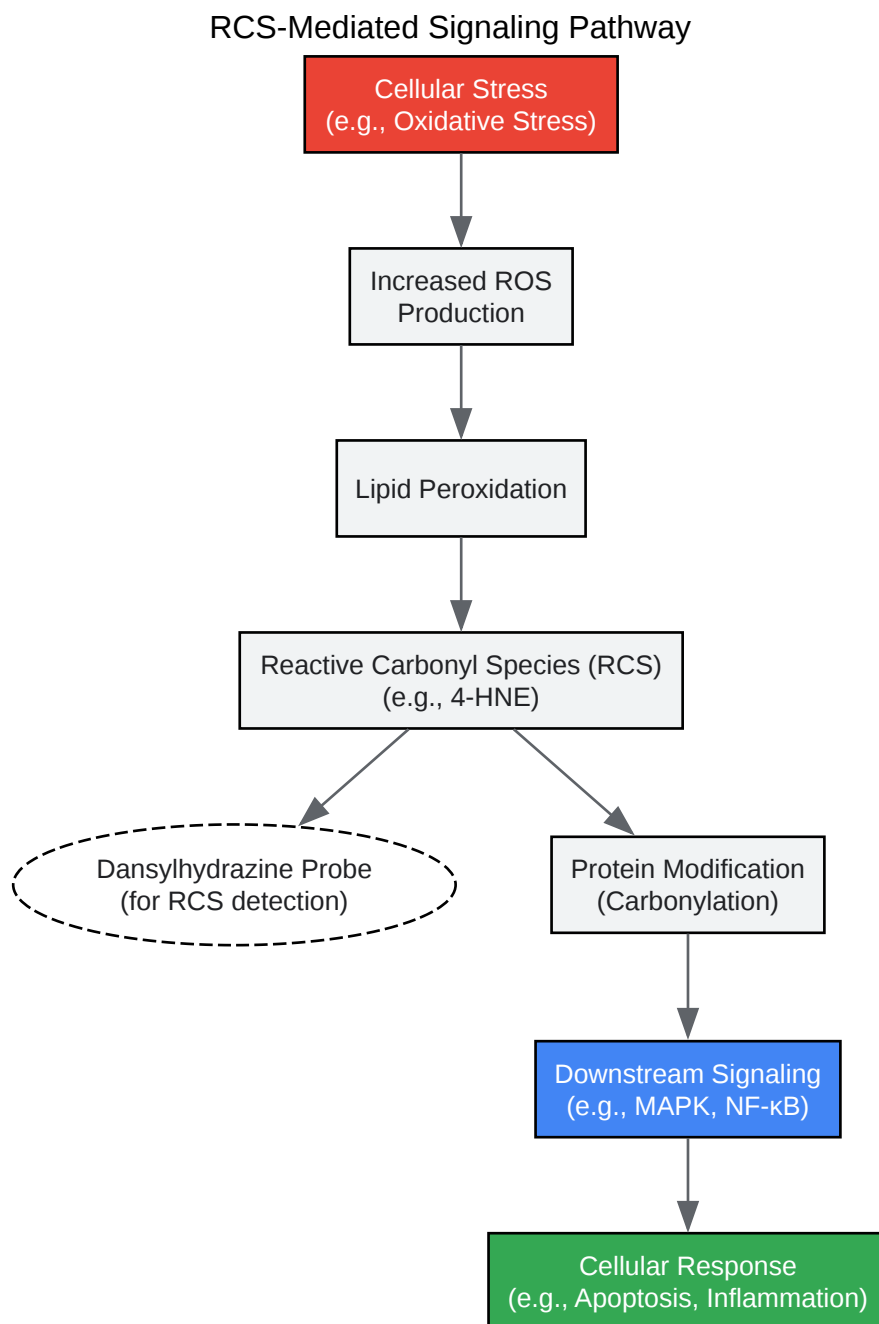 RCS-Mediated Signaling Pathway
Cellular Stress
(e.g., Oxidative Stress)
Increased ROS
Production
Lipid Peroxidation
Reactive Carbonyl Species (RCS)
(e.g., 4-HNE)
Dansylhydrazine Probe
(for RCS detection)
Protein Modification
(Carbonylation)
Downstream Signaling
(e.g., MAPK, NF-κB)
Cellular Response
(e.g., Apoptosis, Inflammation)